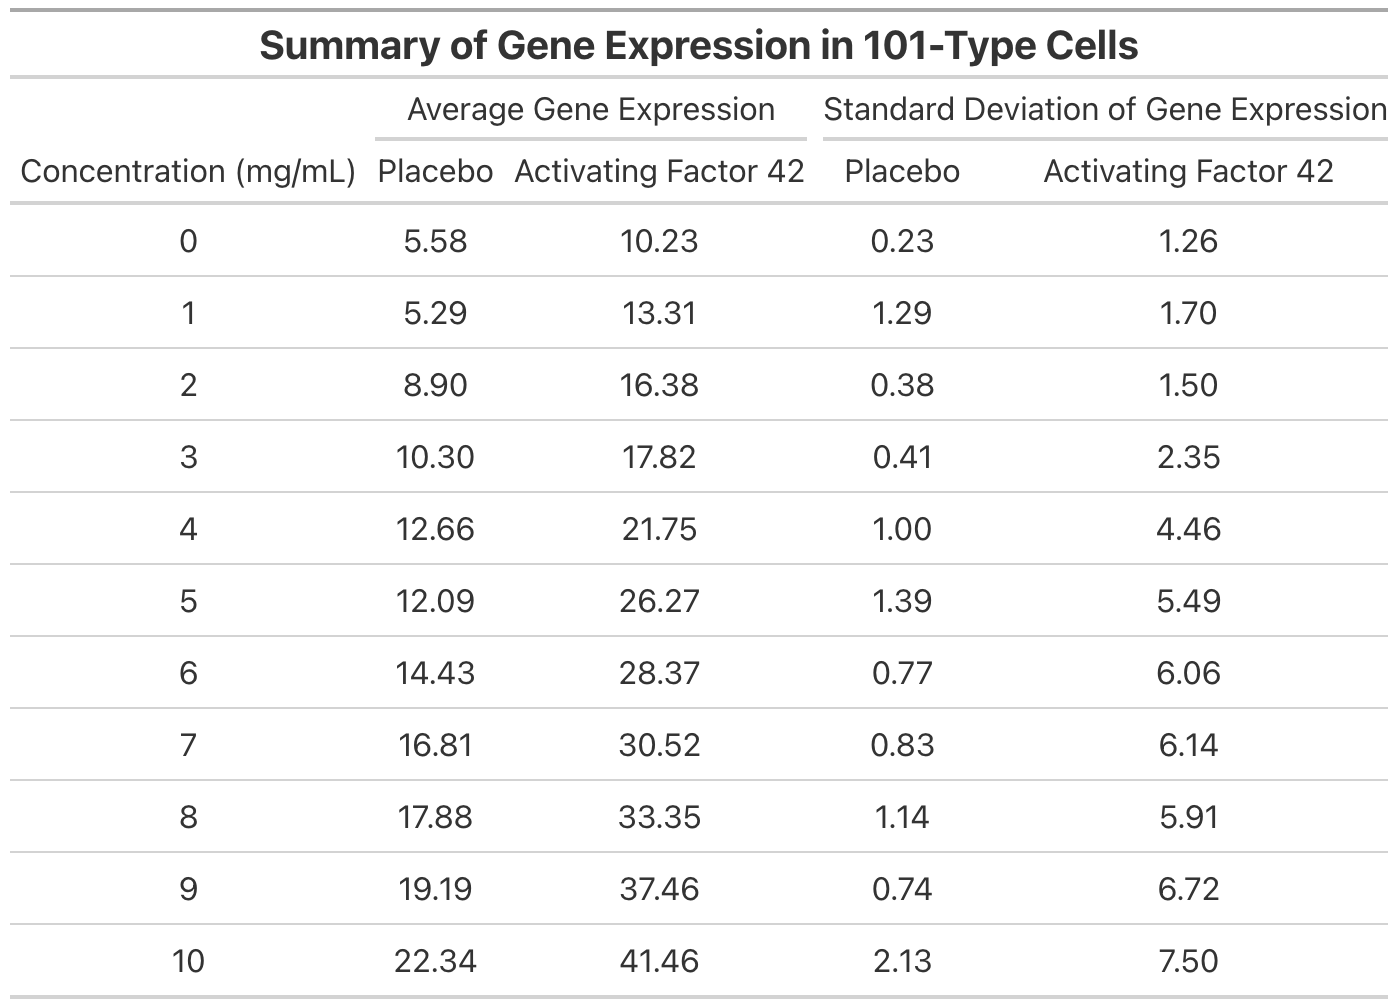 Summary of Gene Expression in 101-Type Cells
Average Gene Expression Standard Deviation of Gene Expression
Concentration (mg/mL) Placebo Activating Factor 42 Placebo Activating Factor 42
0 5.58 10.23 0.23 1.26
1 5.29 13.31 1.29 1.70
2 8.90 16.38 0.38 1.50
3 10.30 17.82 0.41 2.35
4 12.66 21.75 1.00 4.46
5 12.09 26.27 1.39 5.49
6 14.43 28.37 0.77 6.06
7 16.81 30.52 0.83 6.14
8 17.88 33.35 1.14 5.91
9 19.19 37.46 0.74 6.72
10 22.34 41.46 2.13 7.50